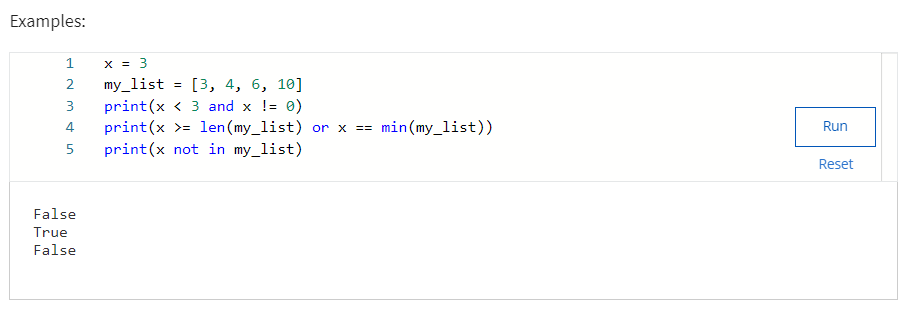 Examples:
1 x = 3
2 my_list = [3, 4, 6, 10]
3 print(x < 3 and x != 0)
4 print(x >= len(my_list) or x == min(my_list))
5 print(x not in my_list)
Run
Reset
False
True
False